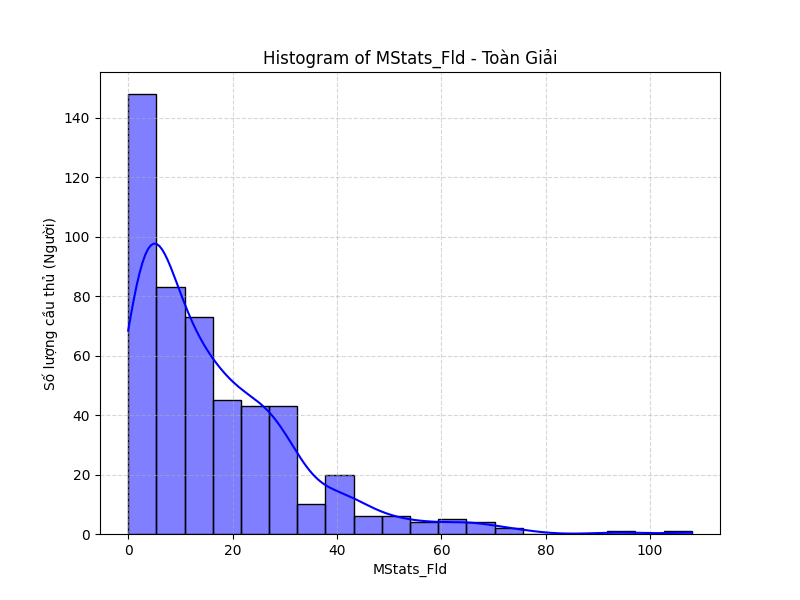 Histogram of MStats_Fld - Toàn Giải
Số lượng cầu thủ (Người)
140
120
100
80
60
40
20
0
0 20 40 60 80 100
MStats_Fld